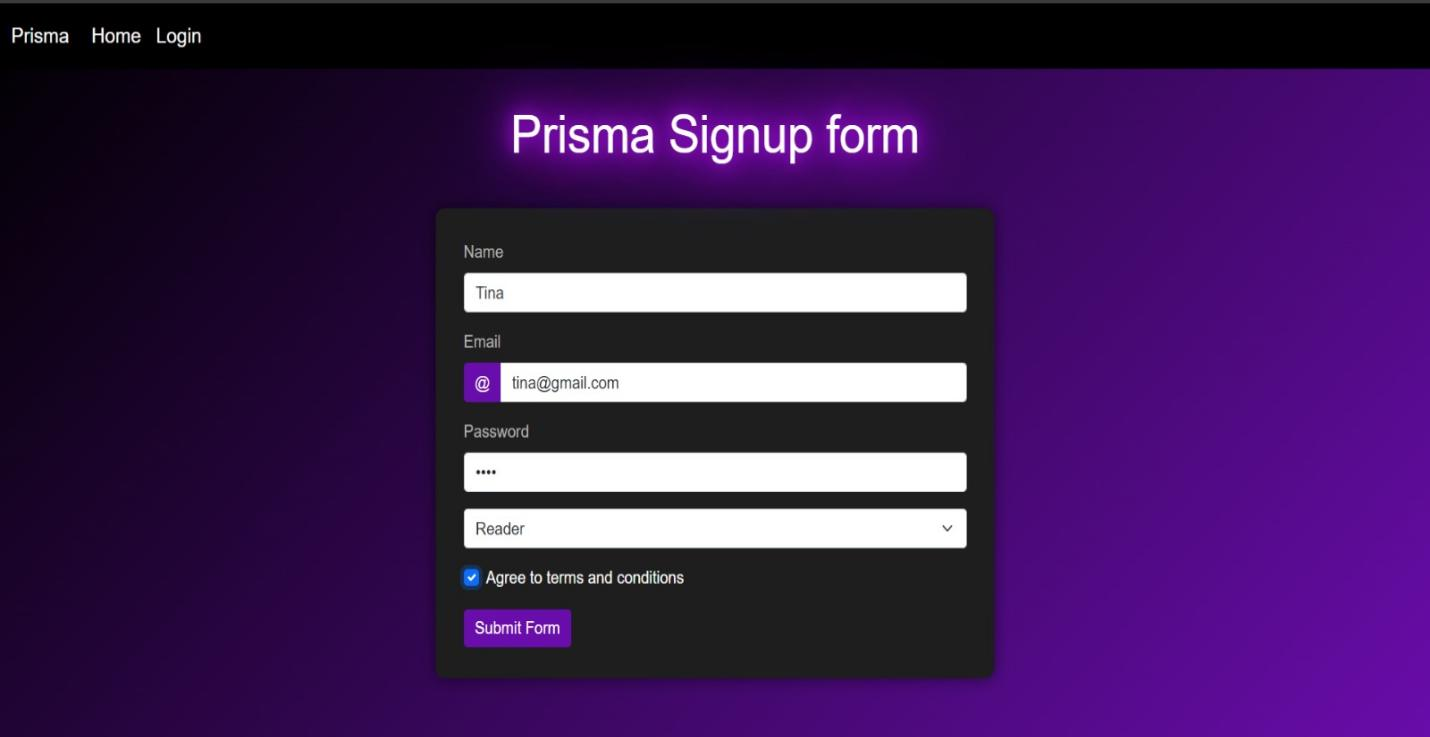 Prisma Home Login
Prisma Signup form
Name
Tina
Email
@ tina@gmail.com
Password
••••
Reader
Agree to terms and conditions
Submit Form